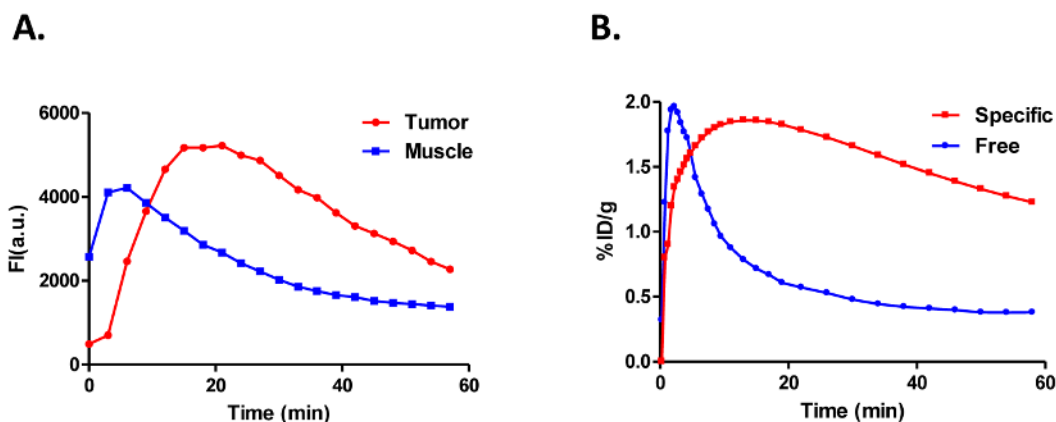 A.
6000
4000
2000
0
FI(a.u.)
Tumor
Muscle
0 20 40 60
Time (min)
B.
2.0
1.5
1.0
0.5
0.0
%ID/g
Specific
Free
0 20 40 60
Time (min)